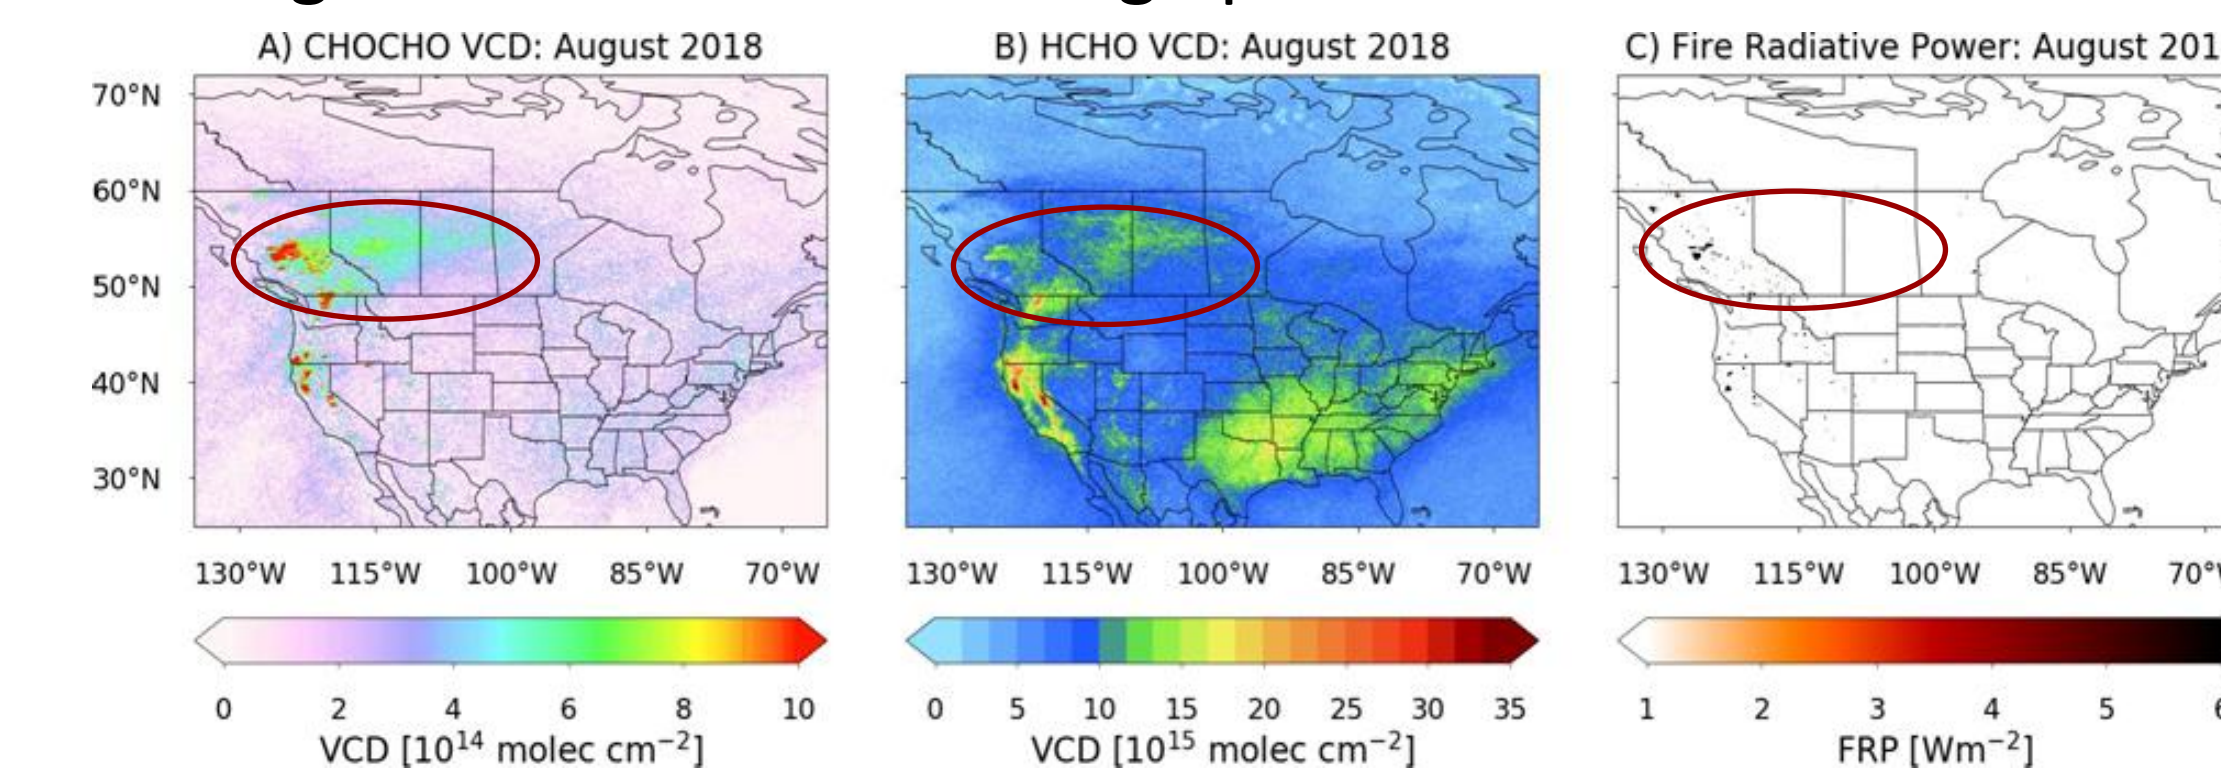 A) CHOCHO VCD: August 2018
B) HCHO VCD: August 2018
C) Fire Radiative Power: August 201
70°N
60°N
50°N
40°N
30°N
130°W 115°W 100°W 85°W 70°W
130°W 115°W 100°W 85°W 70°W
130°W 115°W 100°W 85°W 70°
0 2 4 6 8 10
0 5 10 15 20 25 30 35
1 2 3 4 5
VCD [10¹⁴ molec cm⁻²]
VCD [10¹⁵ molec cm⁻²]
FRP [Wm⁻²]